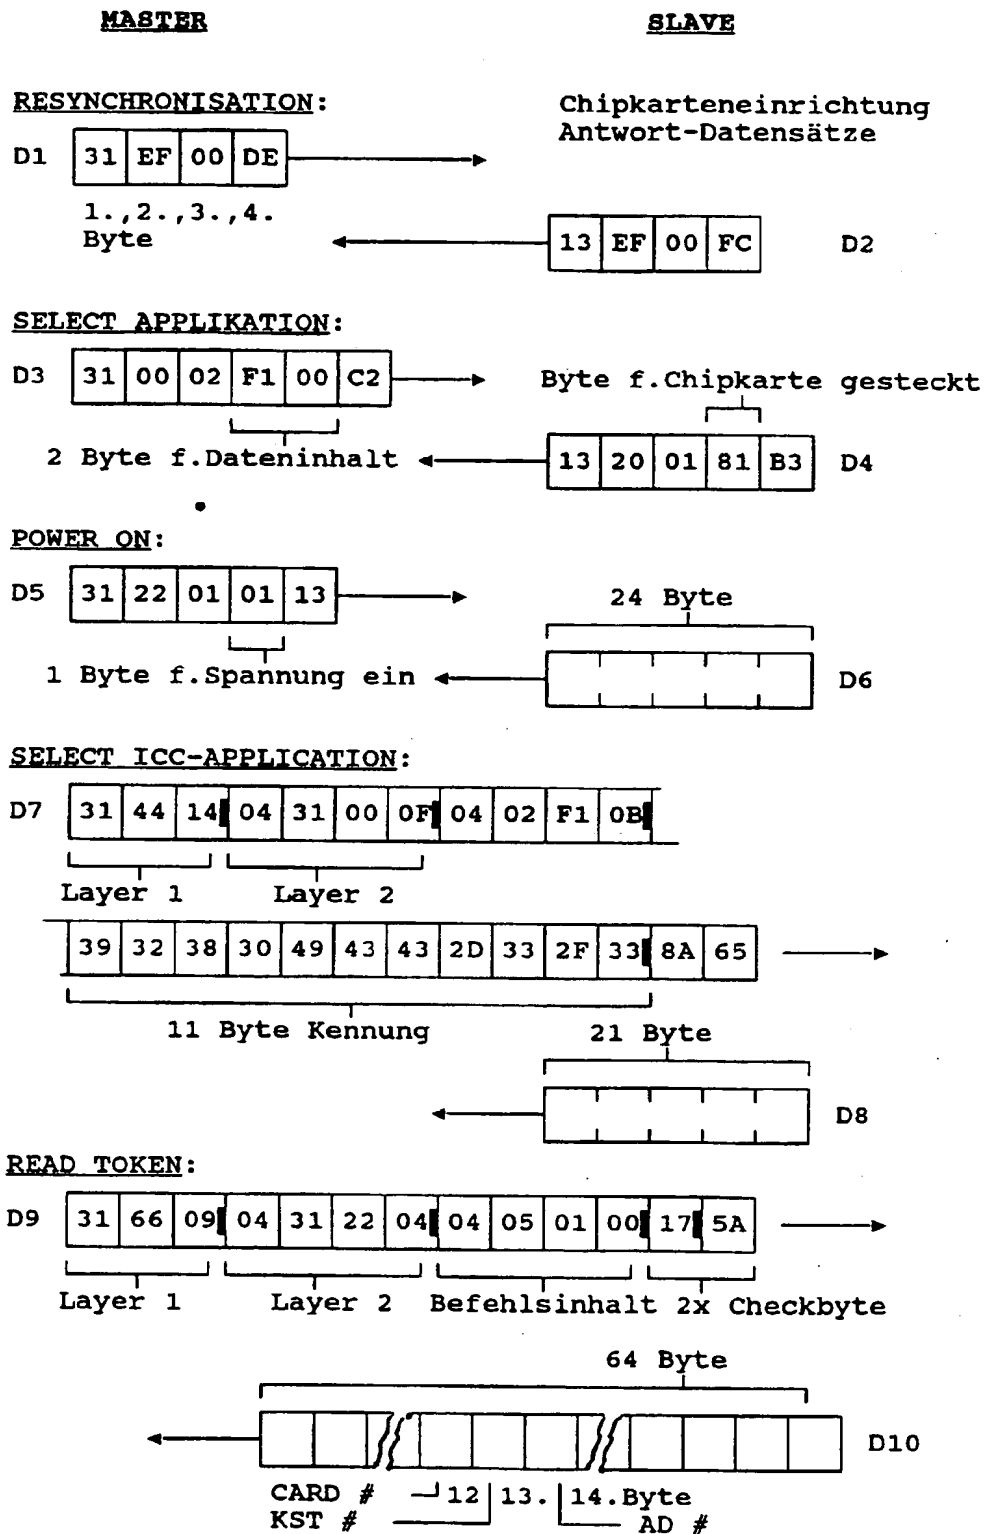 MASTER SLAVE
RESYNCHRONISATION:
Chipkarteneinrichtung
Antwort-Datensätze
D1 31 EF 00 DE
1.,2.,3.,4.
Byte
13 EF 00 FC D2
SELECT APPLIKATION:
D3 31 00 02 F1 00 C2
Byte f.Chipkarte gesteckt
2 Byte f.Dateninhalt
13 20 01 81 B3 D4
POWER ON:
D5 31 22 01 01 13
24 Byte
1 Byte f.Spannung ein
D6
SELECT ICC-APPLICATION:
D7 31 44 14 04 31 00 0F 04 02 F1 0B
Layer 1 Layer 2
39 32 38 30 49 43 43 2D 33 2F 33 8A 65
11 Byte Kennung
21 Byte
D8
READ TOKEN:
D9 31 66 09 04 31 22 04 04 05 01 00 17 5A
Layer 1 Layer 2 Befehlsinhalt 2x Checkbyte
64 Byte
D10
CARD # 12 13. 14.Byte
KST # AD #